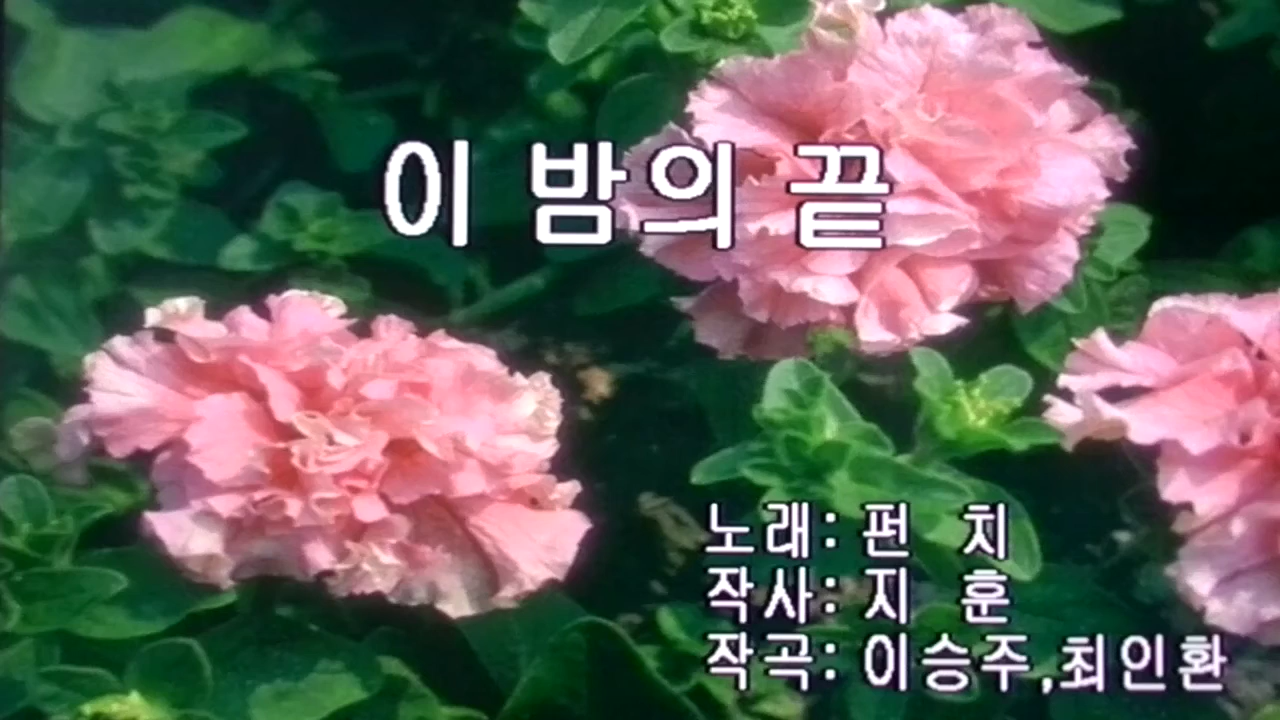 이 밤의 끝
노래: 펀 치
작사: 지 훈
작곡: 이승주,최인환